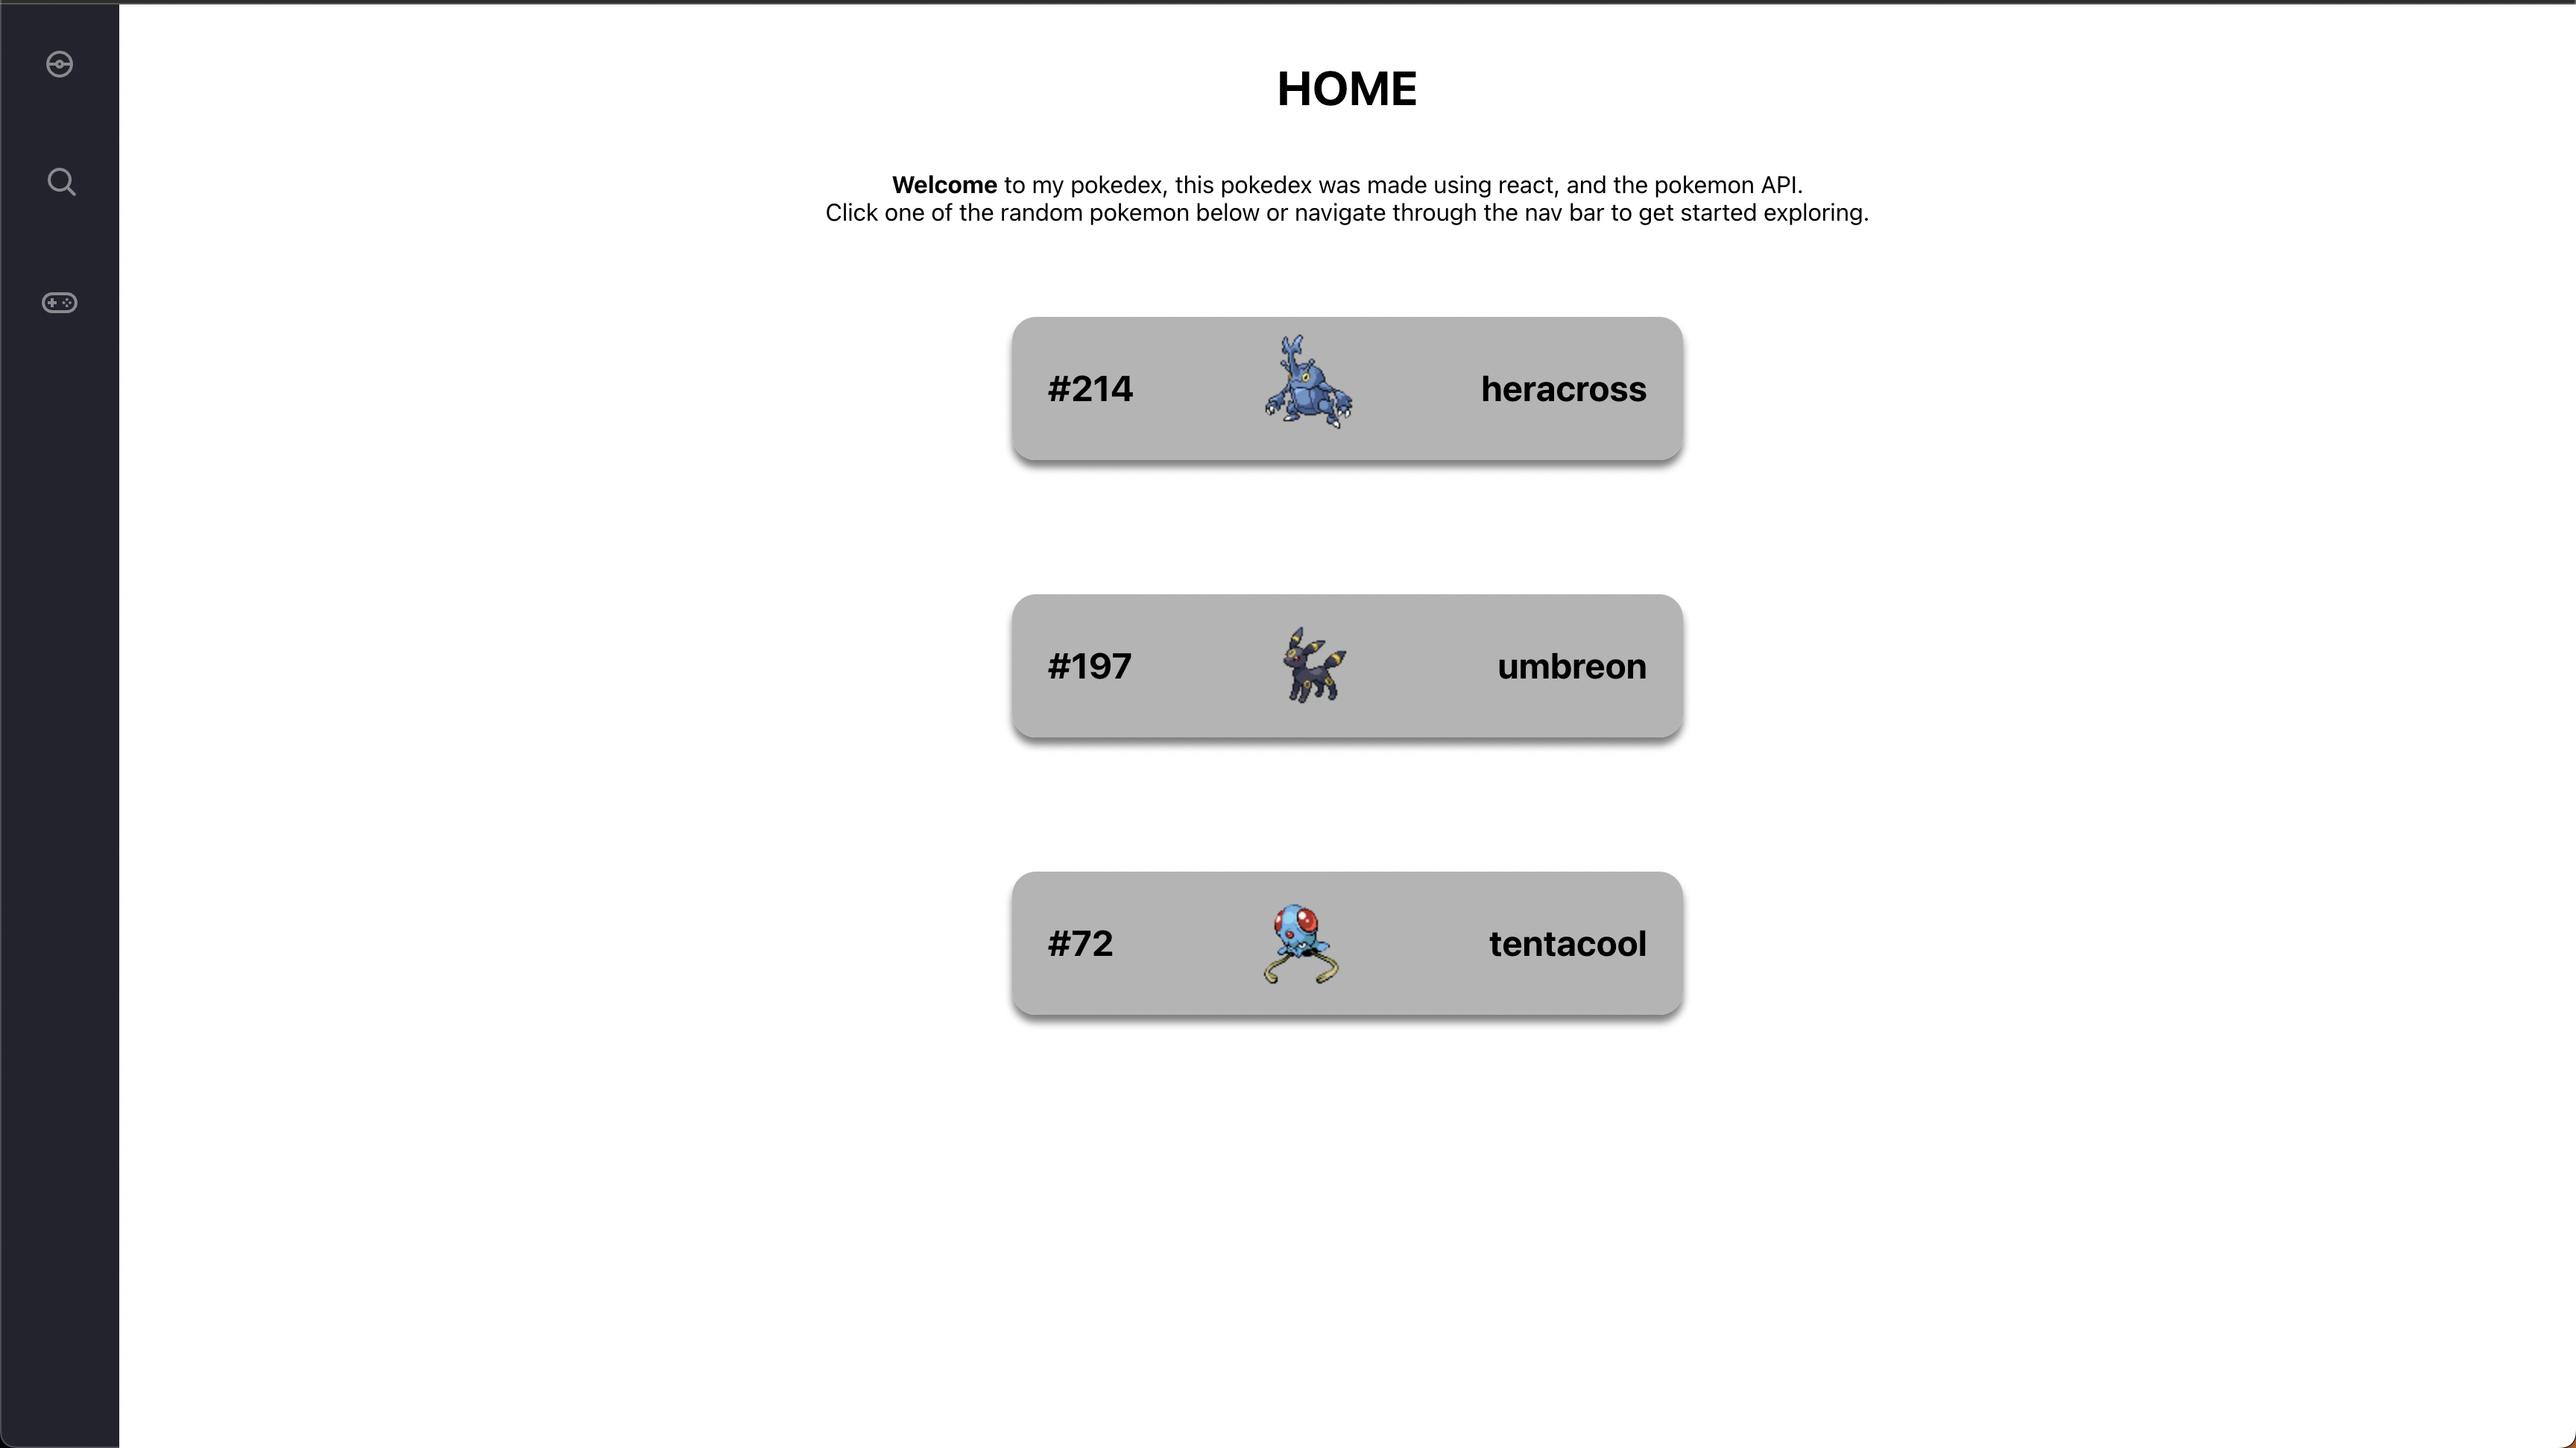 HOME
Welcome to my pokedex, this pokedex was made using react, and the pokemon API.
Click one of the random pokemon below or navigate through the nav bar to get started exploring.
#214 heracross
#197 umbreon
#72 tentacool